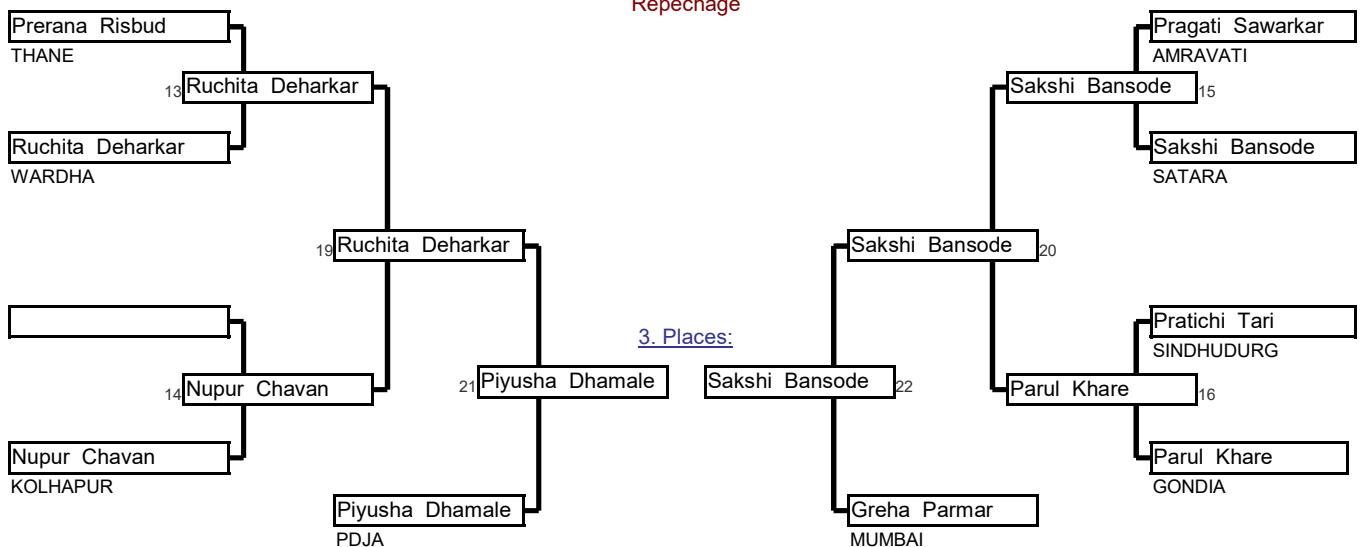 Repechage
Prerana Risbud
THANE
13 Ruchita Deharkar
Ruchita Deharkar
WARDHA
19 Ruchita Deharkar
14 Nupur Chavan
Nupur Chavan
KOLHAPUR
21 Piyusha Dhamale
Piyusha Dhamale
PDJA
3. Places:
Pragati Sawarkar
AMRAVATI
Sakshi Bansode 15
Sakshi Bansode
SATARA
Sakshi Bansode 20
Pratichi Tari
SINDHUDURG
Sakshi Bansode 22
Parul Khare 16
Parul Khare
GONDIA
Greha Parmar
MUMBAI